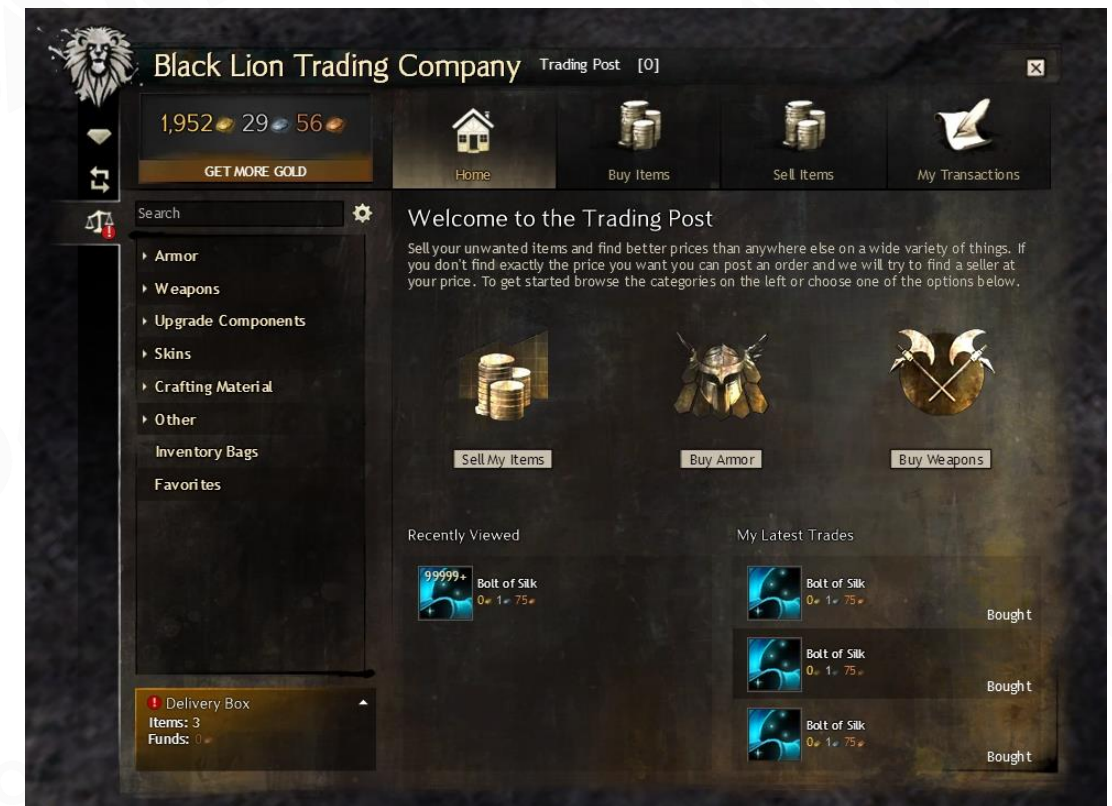 Black Lion Trading Company Trading Post [0]
1,952 29 56
GET MORE GOLD
Home
Buy Items
Sell Items
My Transactions
Search
Armor
Weapons
Upgrade Components
Skins
Crafting Material
Other
Inventory Bags
Favorites
Delivery Box
Items: 3
Funds: 0
Welcome to the Trading Post
Sell your unwanted items and find better prices than anywhere else on a wide variety of things. If
you don't find exactly the price you want you can post an order and we will try to find a seller at
your price. To get started browse the categories on the left or choose one of the options below.
Sell My Items
Buy Armor
Buy Weapons
Recently Viewed
99999+
Bolt of Silk
0 1 75
My Latest Trades
Bolt of Silk
0 1 75
Bought
Bolt of Silk
0 1 75
Bought
Bolt of Silk
0 1 75
Bought